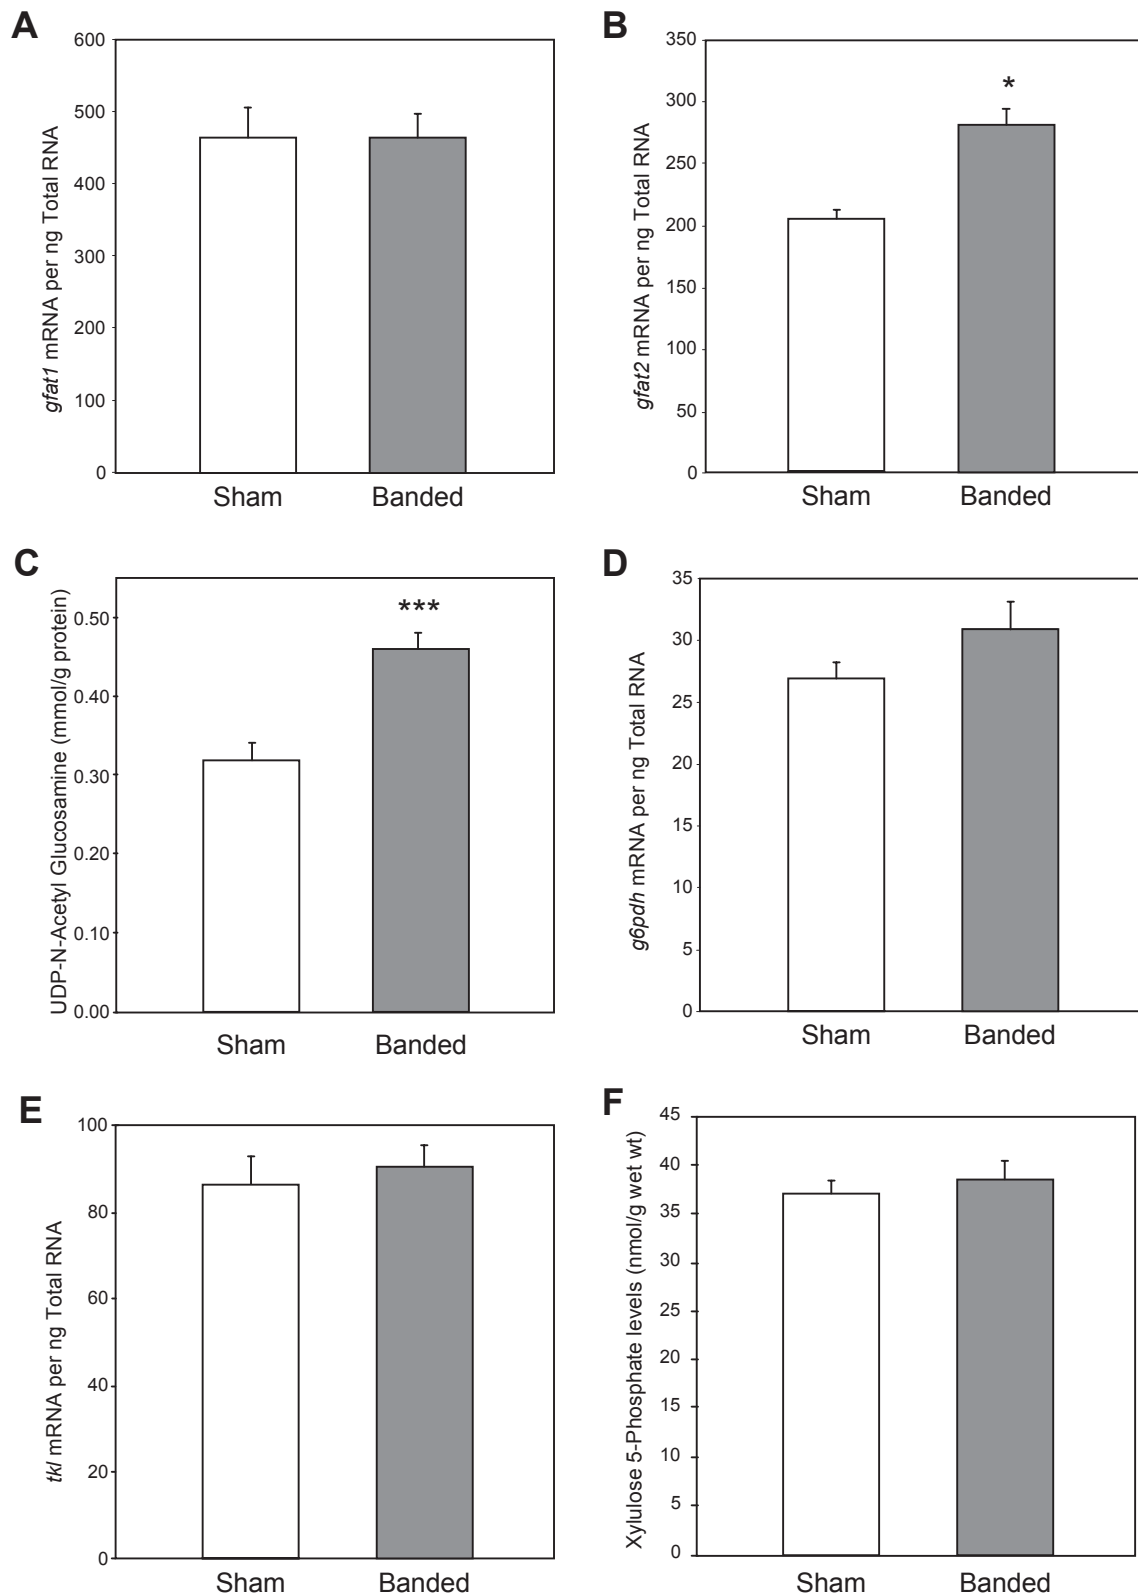 A
gfat1 mRNA per ng Total RNA
600
500
400
300
200
100
0
Sham Banded
B
gfat2 mRNA per ng Total RNA
350
300
250
200
150
100
50
0
*
Sham Banded
C
UDP-N-Acetyl Glucosamine (mmol/g protein)
0.50
0.40
0.30
0.20
0.10
0.00
***
Sham Banded
D
g6pdh mRNA per ng Total RNA
35
30
25
20
15
10
5
0
Sham Banded
E
tkl mRNA per ng Total RNA
100
80
60
40
20
0
Sham Banded
F
Xylulose 5-Phosphate levels (nmol/g wet wt)
45
40
35
30
25
20
15
10
5
0
Sham Banded